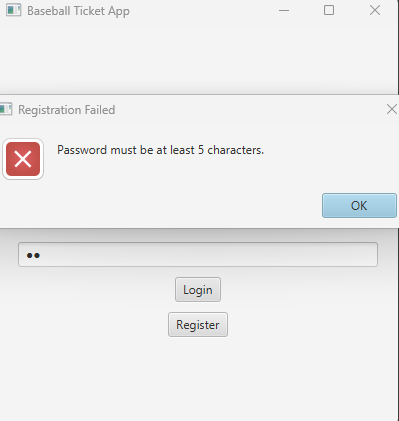 Baseball Ticket App
Registration Failed
Password must be at least 5 characters.
OK
●●
Login
Register